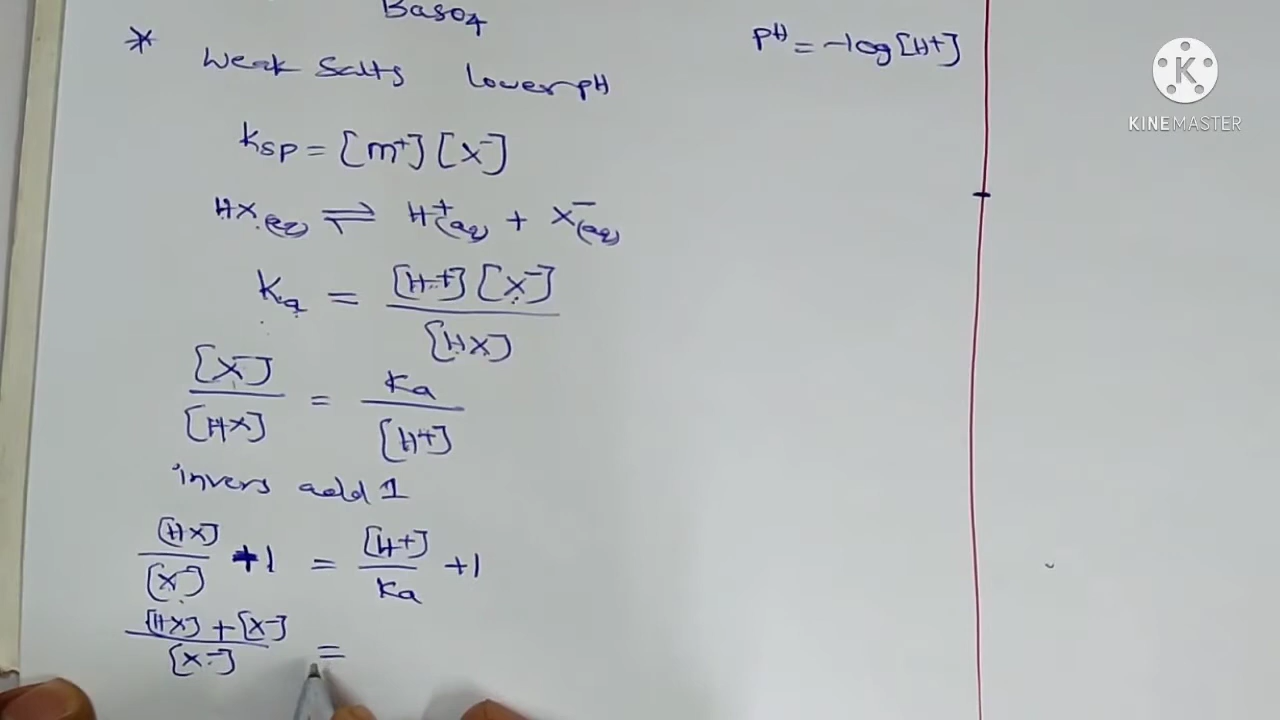 BaSO4
* Weak Salts lower pH
pH = -log[H+]
KINEMASTER
Ksp = [m+] [X-]
HX(aq) ⇌ H+(aq) + X-(aq)
Ka = [H+] [X-] / [HX]
[X-] / [HX] = Ka / [H+]
invers add 1
[HX] / [X-] + 1 = [H+] / Ka + 1
[HX] + [X-] / [X-] =